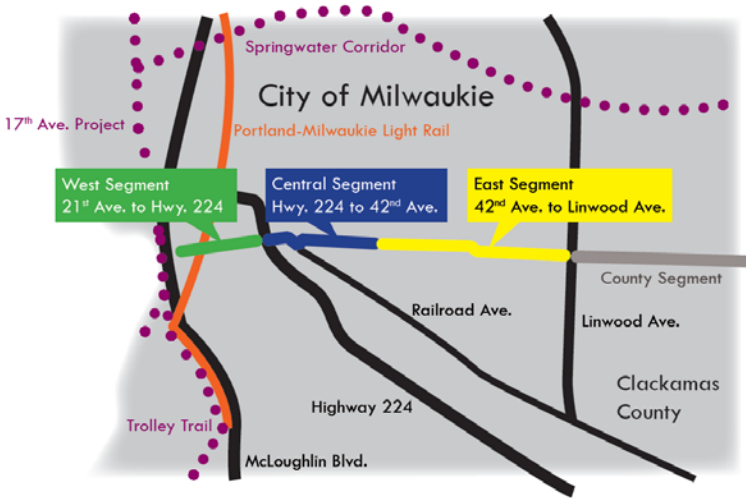 Springwater Corridor
City of Milwaukie
17th Ave. Project
Portland-Milwaukie Light Rail
West Segment
21st Ave. to Hwy. 224
Central Segment
Hwy. 224 to 42nd Ave.
East Segment
42nd Ave. to Linwood Ave.
County Segment
Railroad Ave.
Linwood Ave.
Clackamas
County
Highway 224
Trolley Trail
McLoughlin Blvd.